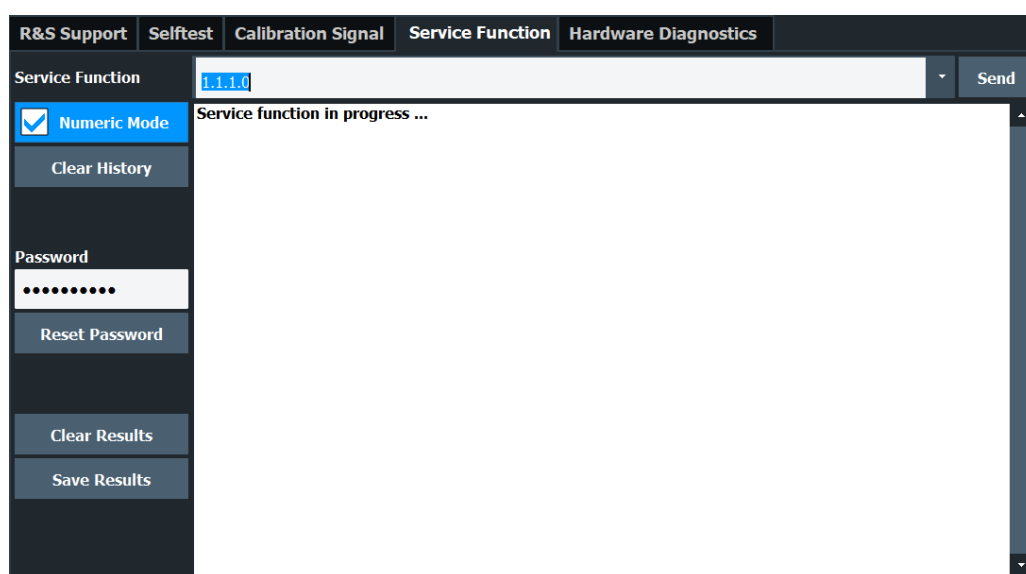 R&S Support Selftest Calibration Signal Service Function Hardware Diagnostics
Service Function 1.1.1.0 Send
Numeric Mode
Service function in progress ...
Clear History
Password
••••••••••
Reset Password
Clear Results
Save Results